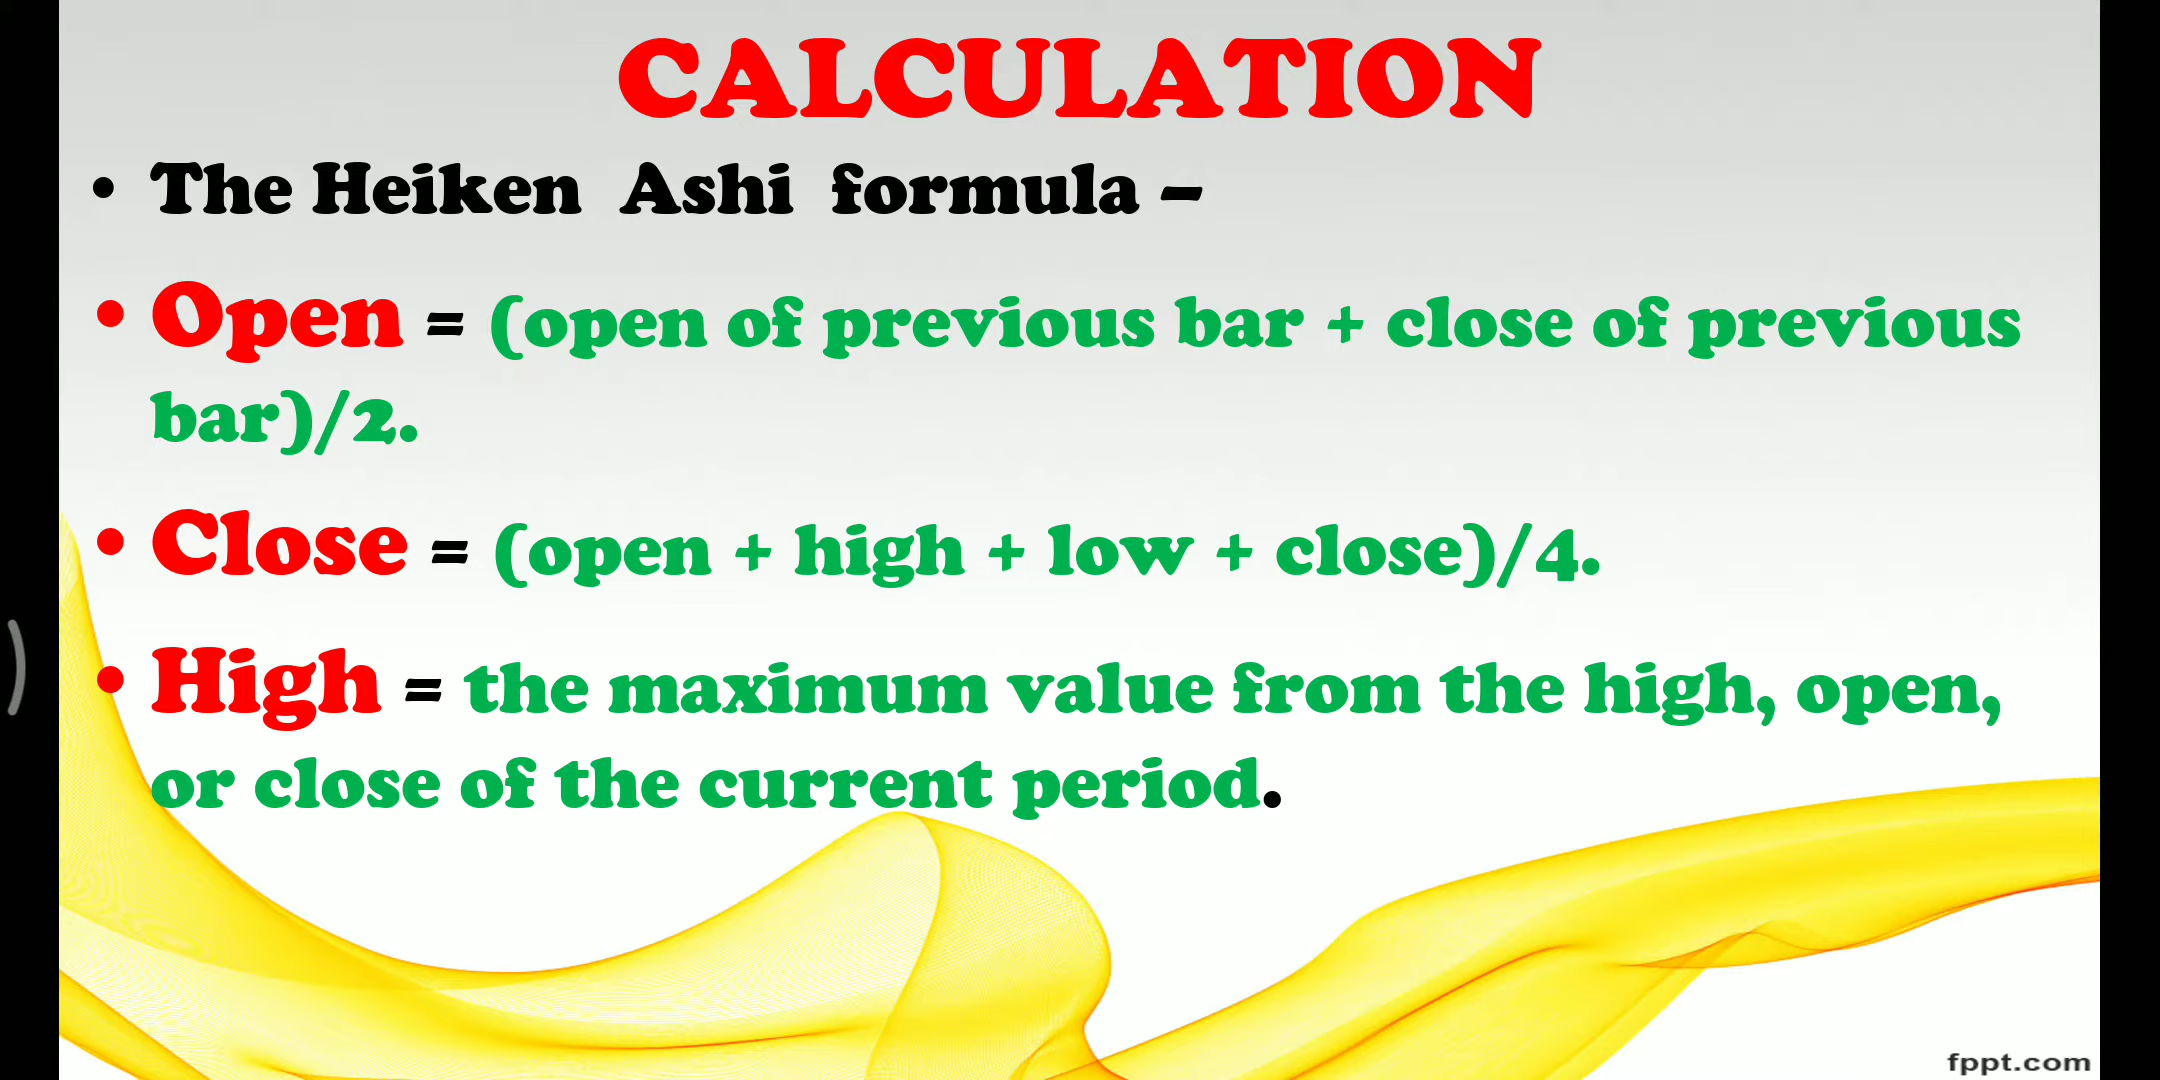 CALCULATION
• The Heiken Ashi formula –
• Open = (open of previous bar + close of previous
bar)/2.
• Close = (open + high + low + close)/4.
• High = the maximum value from the high, open,
or close of the current period.
fppt.com